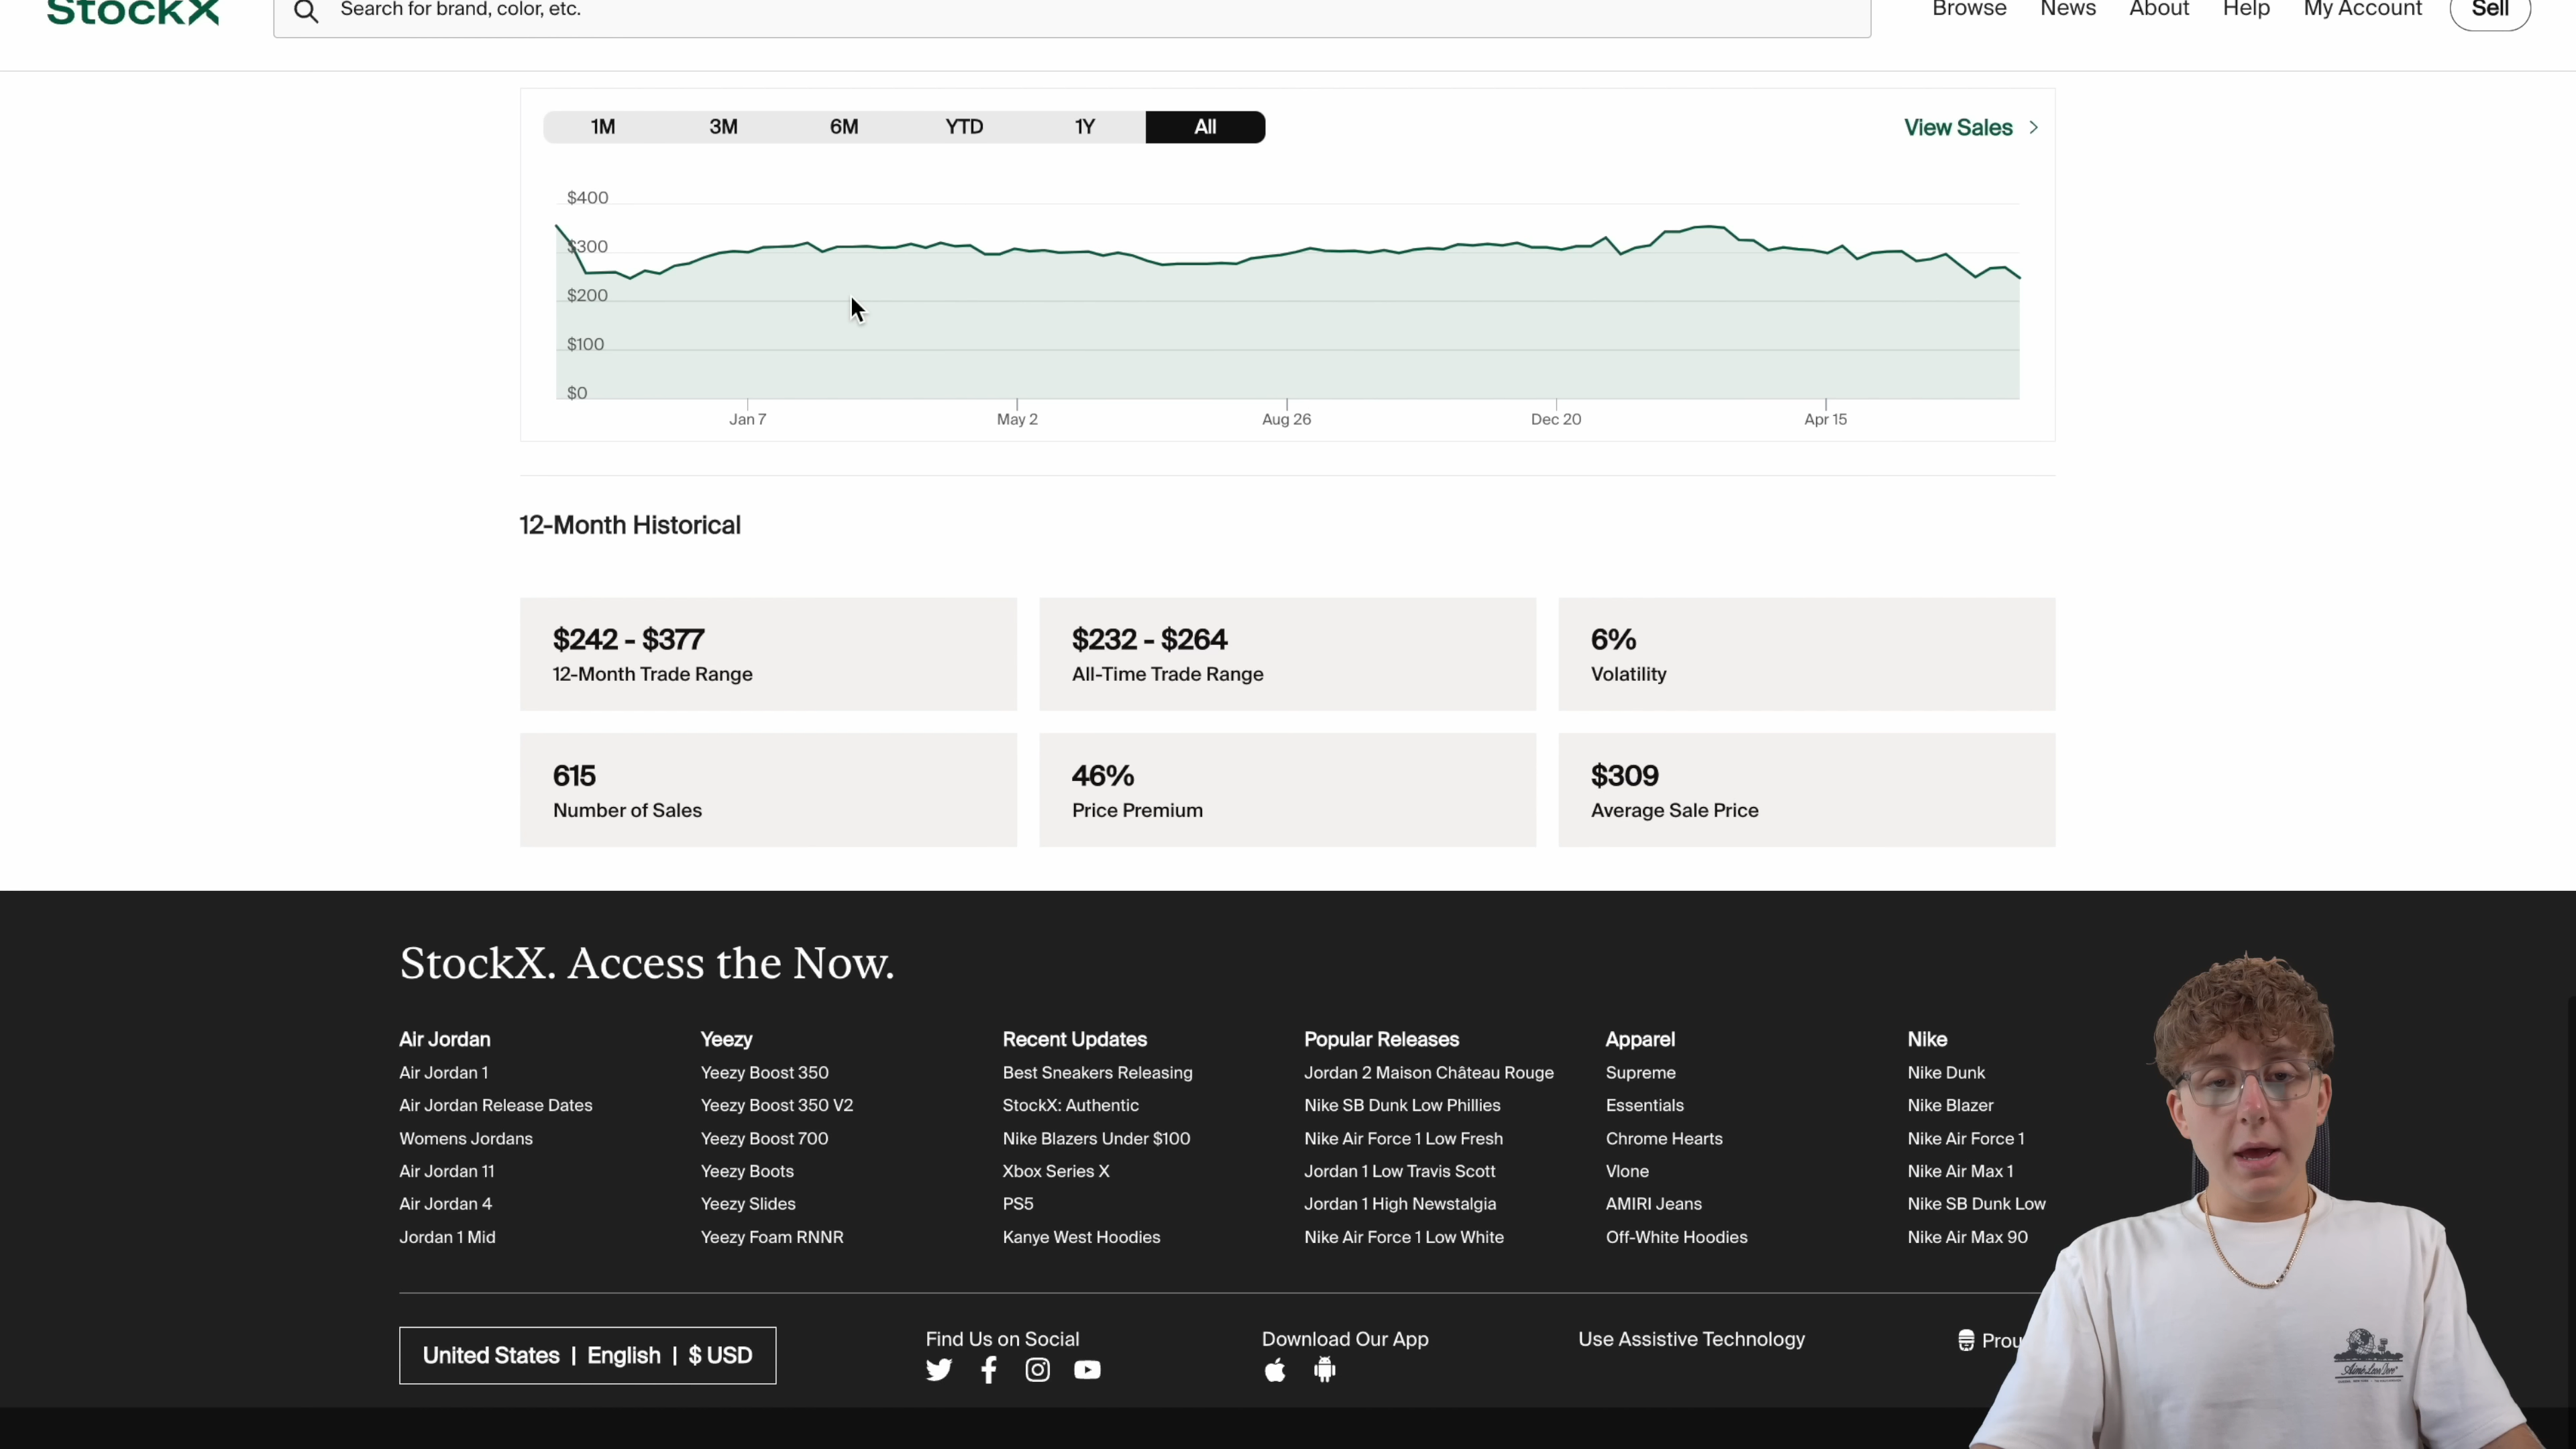 StockX
Search for brand, color, etc.
Browse News About Help My Account Sell
1M 3M 6M YTD 1Y All
View Sales
$400
$300
$200
$100
$0
Jan 7 May 2 Aug 26 Dec 20 Apr 15
12-Month Historical
$242 - $377
12-Month Trade Range
$232 - $264
All-Time Trade Range
6%
Volatility
615
Number of Sales
46%
Price Premium
$309
Average Sale Price
StockX. Access the Now.
Air Jordan
Air Jordan 1
Air Jordan Release Dates
Womens Jordans
Air Jordan 11
Air Jordan 4
Jordan 1 Mid
Yeezy
Yeezy Boost 350
Yeezy Boost 350 V2
Yeezy Boost 700
Yeezy Boots
Yeezy Slides
Yeezy Foam RNNR
Recent Updates
Best Sneakers Releasing
StockX: Authentic
Nike Blazers Under $100
Xbox Series X
PS5
Kanye West Hoodies
Popular Releases
Jordan 2 Maison Château Rouge
Nike SB Dunk Low Phillies
Nike Air Force 1 Low Fresh
Jordan 1 Low Travis Scott
Jordan 1 High Newstalgia
Nike Air Force 1 Low White
Apparel
Supreme
Essentials
Chrome Hearts
Vlone
AMIRI Jeans
Off-White Hoodies
Nike
Nike Dunk
Nike Blazer
Nike Air Force 1
Nike Air Max 1
Nike SB Dunk Low
Nike Air Max 90
United States | English | $ USD
Find Us on Social
Download Our App
Use Assistive Technology
Prou
Aimé Leon Dore